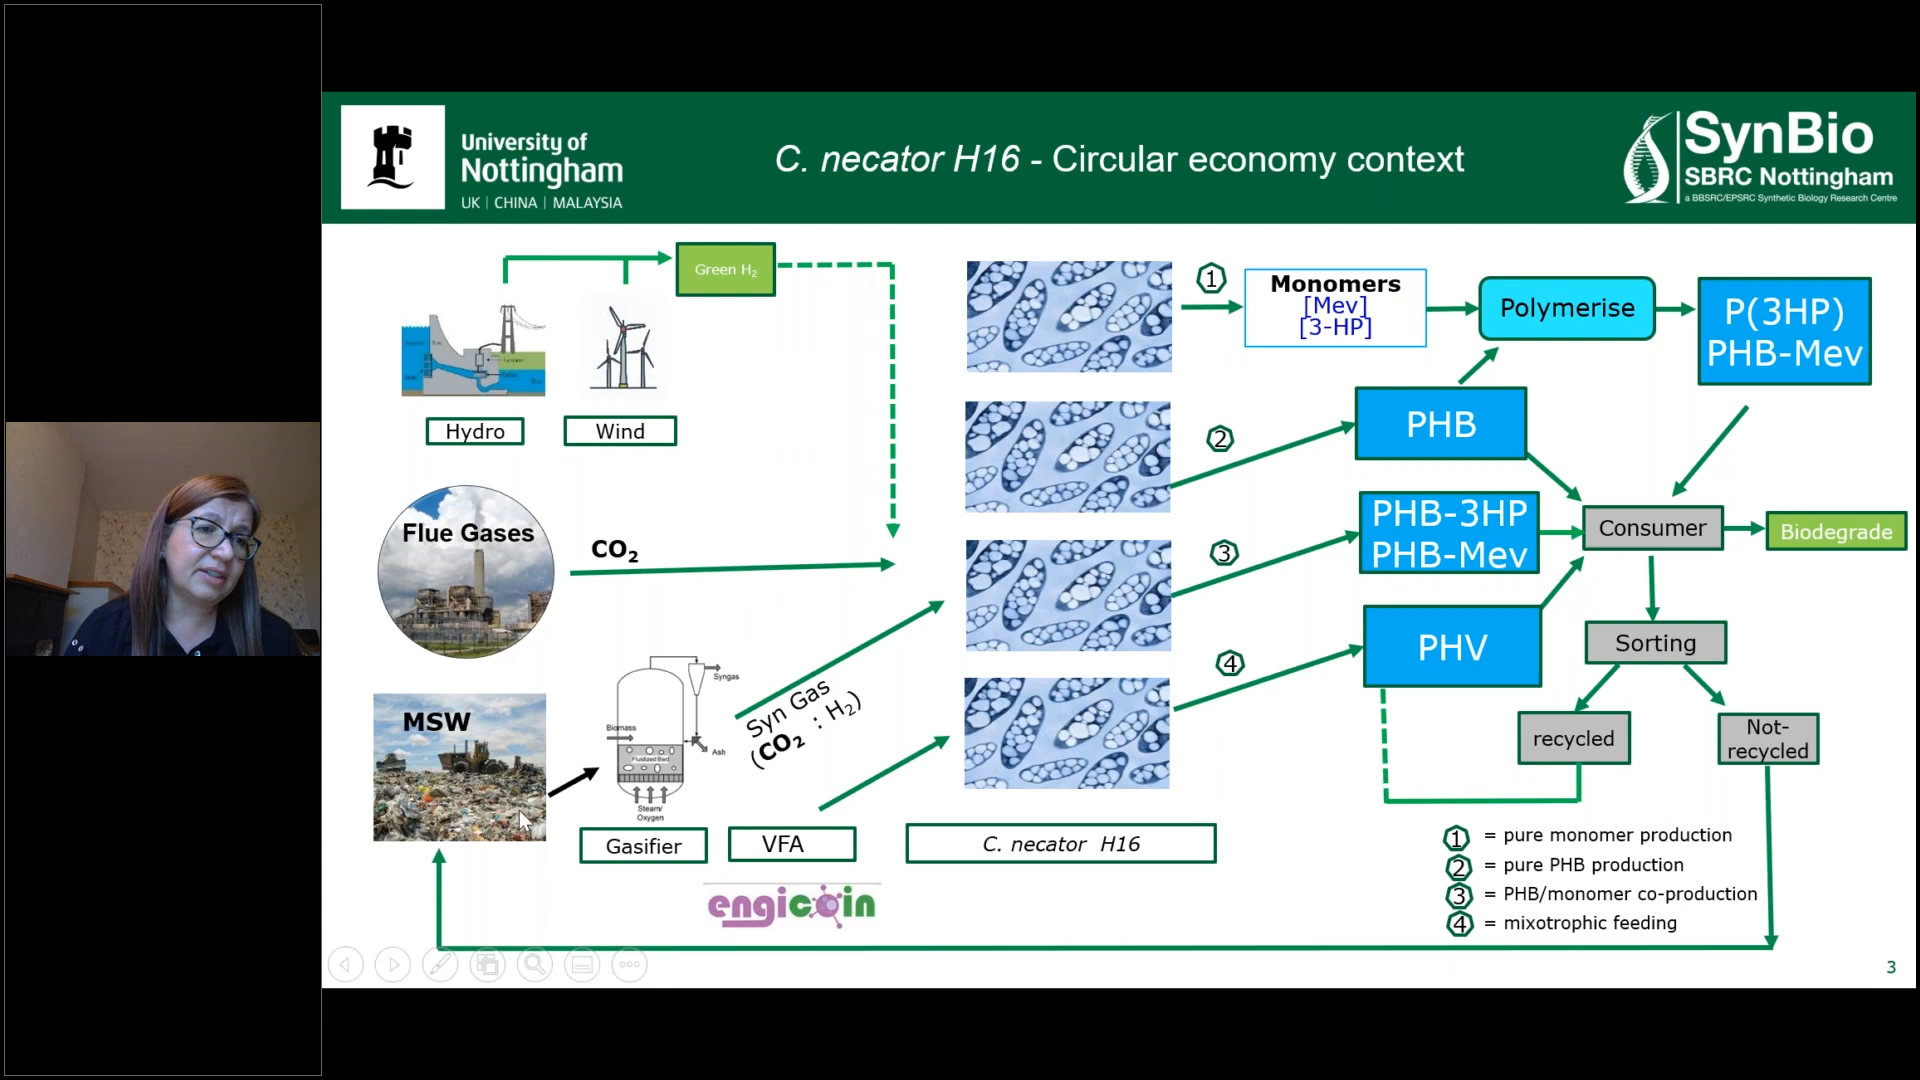 University of
Nottingham
UK | CHINA | MALAYSIA
C. necator H16 - Circular economy context
SynBio
SBRC Nottingham
a BBSRC/EPSRC Synthetic Biology Research Centre
Green H₂
Hydro
Wind
Flue Gases
CO₂
MSW
Syngas
Biomass
Ash
Fluidized Bed
Steam/
Oxygen
Syn Gas
(CO₂ : H₂)
Gasifier
VFA
engicoin
C. necator H16
1
Monomers
[Mev]
[3-HP]
Polymerise
P(3HP)
PHB-Mev
2
PHB
3
PHB-3HP
PHB-Mev
Consumer
Biodegrade
4
PHV
Sorting
recycled
Not-
recycled
1 = pure monomer production
2 = pure PHB production
3 = PHB/monomer co-production
4 = mixotrophic feeding
3